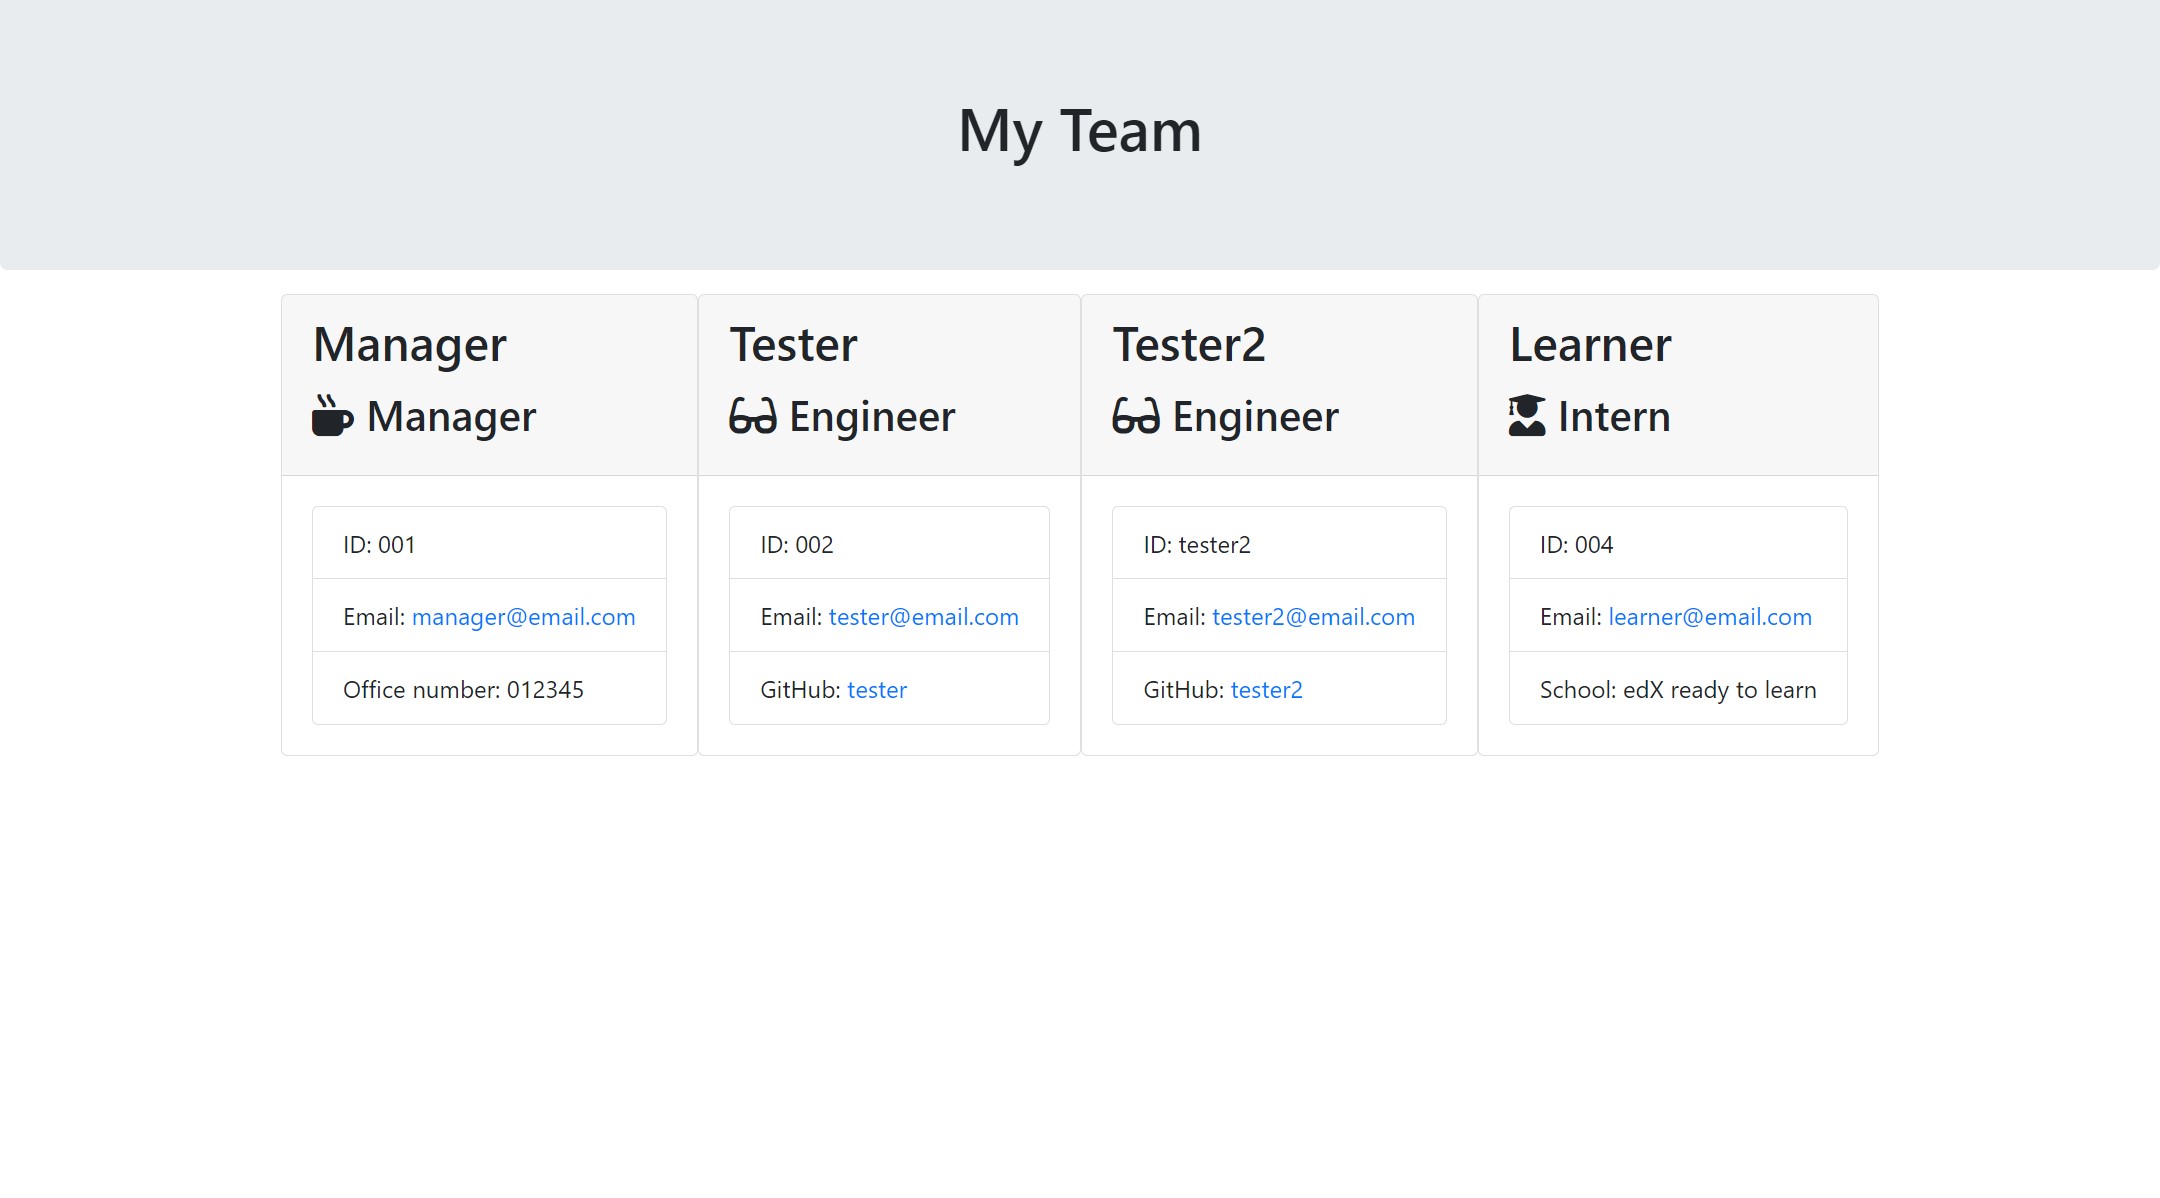 My Team
Manager
Manager
ID: 001
Email: manager@email.com
Office number: 012345
Tester
Engineer
ID: 002
Email: tester@email.com
GitHub: tester
Tester2
Engineer
ID: tester2
Email: tester2@email.com
GitHub: tester2
Learner
Intern
ID: 004
Email: learner@email.com
School: edX ready to learn